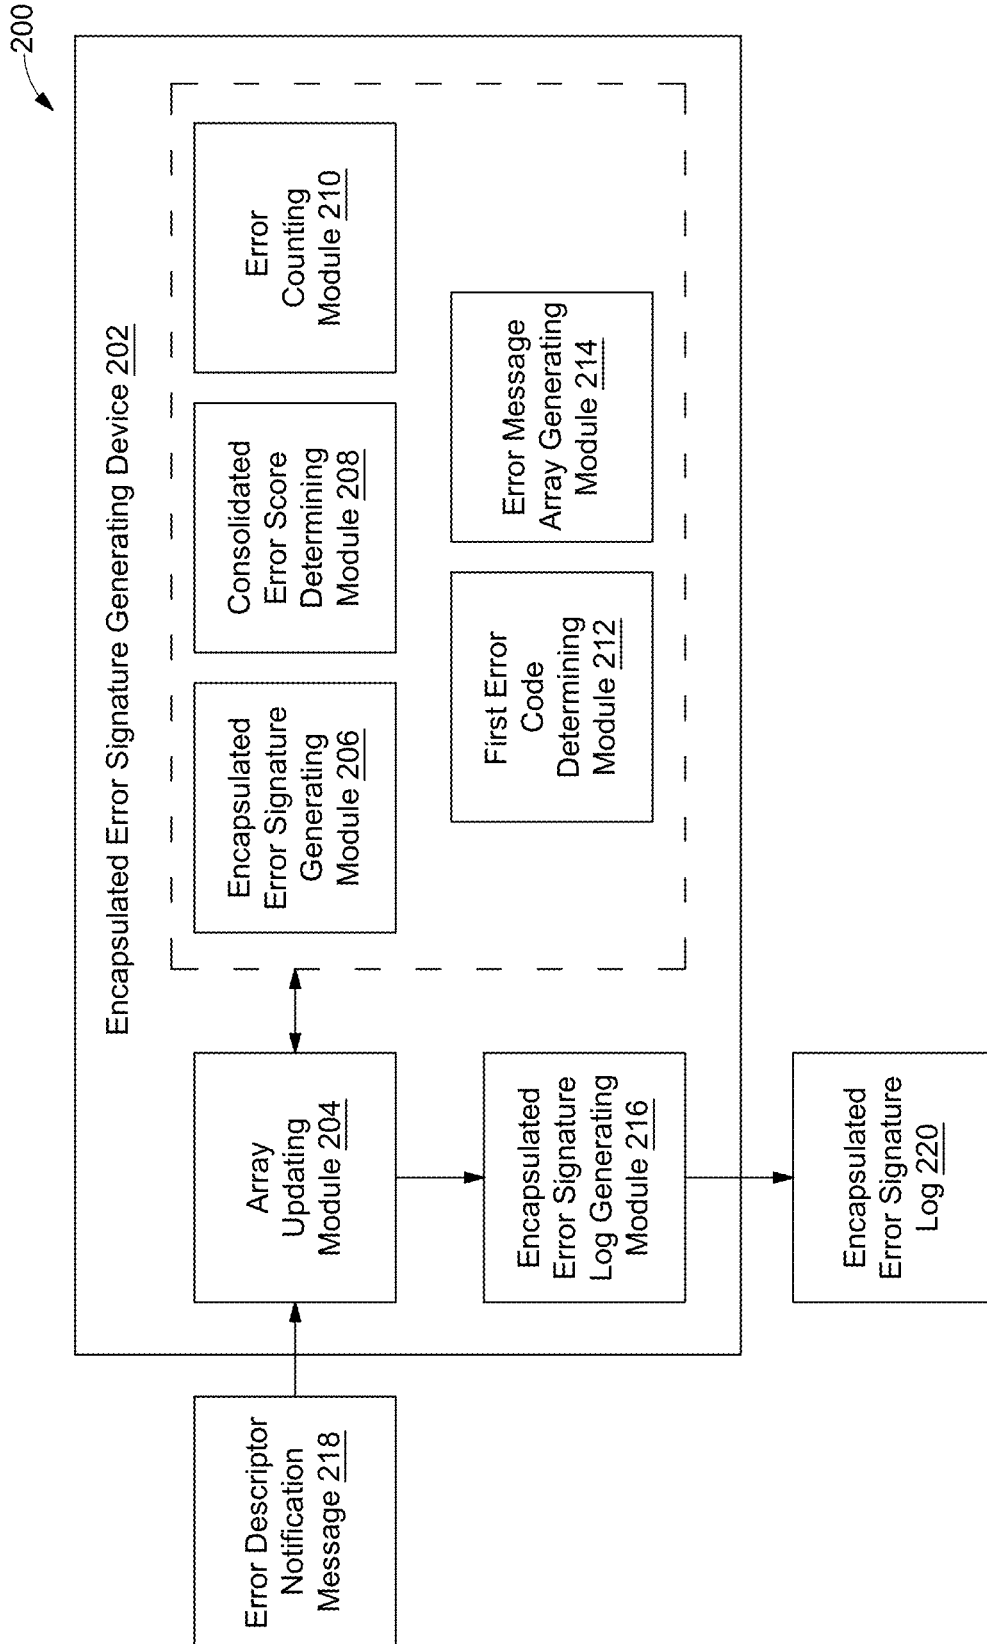 200
Encapsulated Error Signature Generating Device 202
Error Descriptor
Notification
Message 218
Array
Updating
Module 204
Encapsulated
Error Signature
Generating
Module 206
Consolidated
Error Score
Determining
Module 208
Error
Counting
Module 210
First Error
Code
Determining
Module 212
Error Message
Array Generating
Module 214
Encapsulated
Error Signature
Log Generating
Module 216
Encapsulated
Error Signature
Log 220